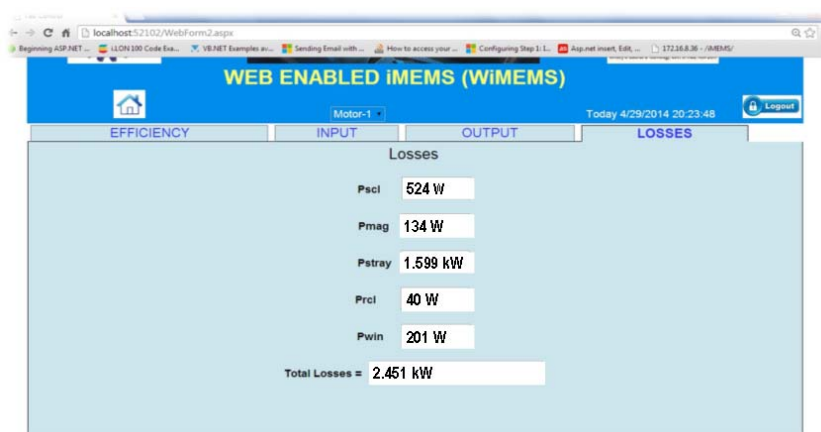 localhost:52102/WebForm2.aspx
Beginning ASP.NET ... LLON 100 Code Exa... VB.NET Examples av... Sending Email with ... How to access your ... Configuring Step 1: I... Asp.net insert, Edit, ... 172.16.8.36 - /iMEMS/
WEB ENABLED iMEMS (WiMEMS)
Motor-1 Today 4/29/2014 20:23:48 Logout
EFFICIENCY INPUT OUTPUT LOSSES
Losses
Pscl 524 W
Pmag 134 W
Pstray 1.599 kW
Prcl 40 W
Pwin 201 W
Total Losses = 2.451 kW